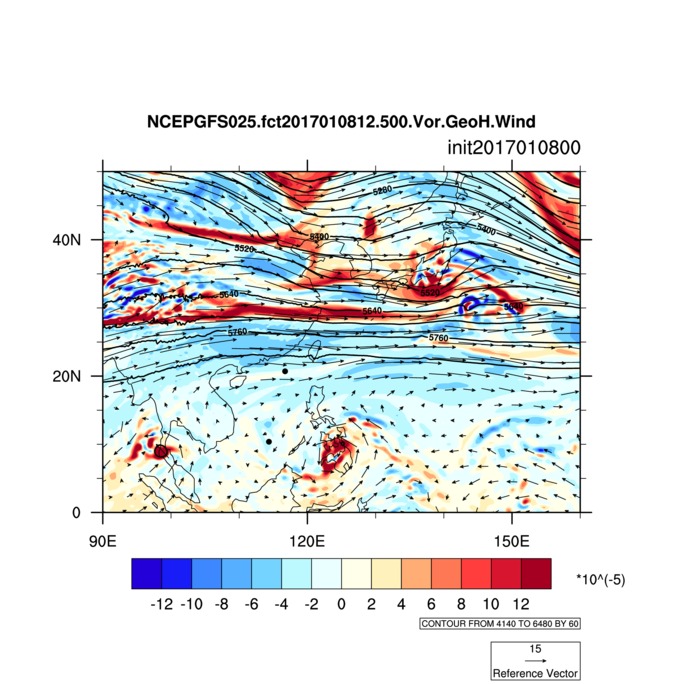 NCEPGFS025.fct2017010812.500.Vor.GeoH.Wind
init2017010800
5280
5400
5400
40N
5520
5520
5640
5640
5760
5760
20N
0
90E 120E 150E
-12 -10 -8 -6 -4 -2 0 2 4 6 8 10 12
*10^(-5)
CONTOUR FROM 4140 TO 6480 BY 60
15
Reference Vector